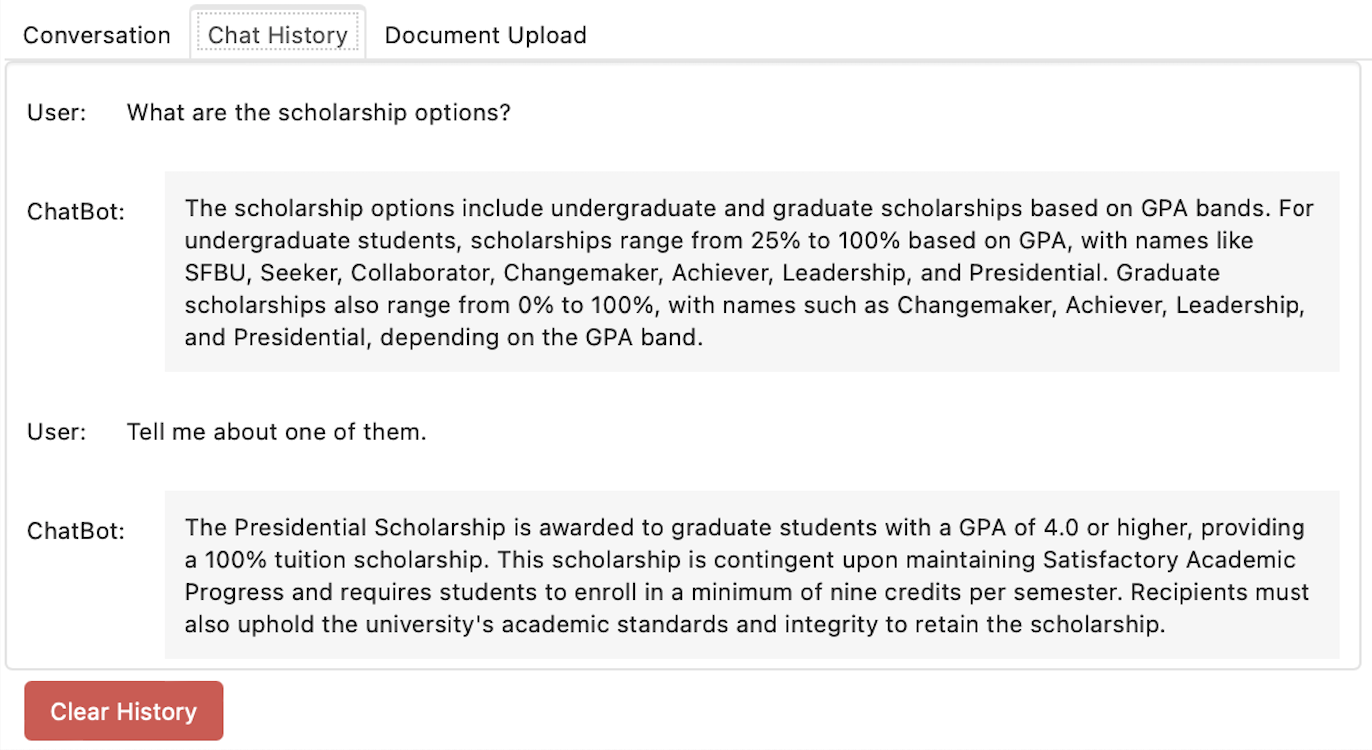 Conversation Chat History Document Upload
User: What are the scholarship options?
ChatBot: The scholarship options include undergraduate and graduate scholarships based on GPA bands. For
undergraduate students, scholarships range from 25% to 100% based on GPA, with names like
SFBU, Seeker, Collaborator, Changemaker, Achiever, Leadership, and Presidential. Graduate
scholarships also range from 0% to 100%, with names such as Changemaker, Achiever, Leadership,
and Presidential, depending on the GPA band.
User: Tell me about one of them.
ChatBot: The Presidential Scholarship is awarded to graduate students with a GPA of 4.0 or higher, providing
a 100% tuition scholarship. This scholarship is contingent upon maintaining Satisfactory Academic
Progress and requires students to enroll in a minimum of nine credits per semester. Recipients must
also uphold the university's academic standards and integrity to retain the scholarship.
Clear History